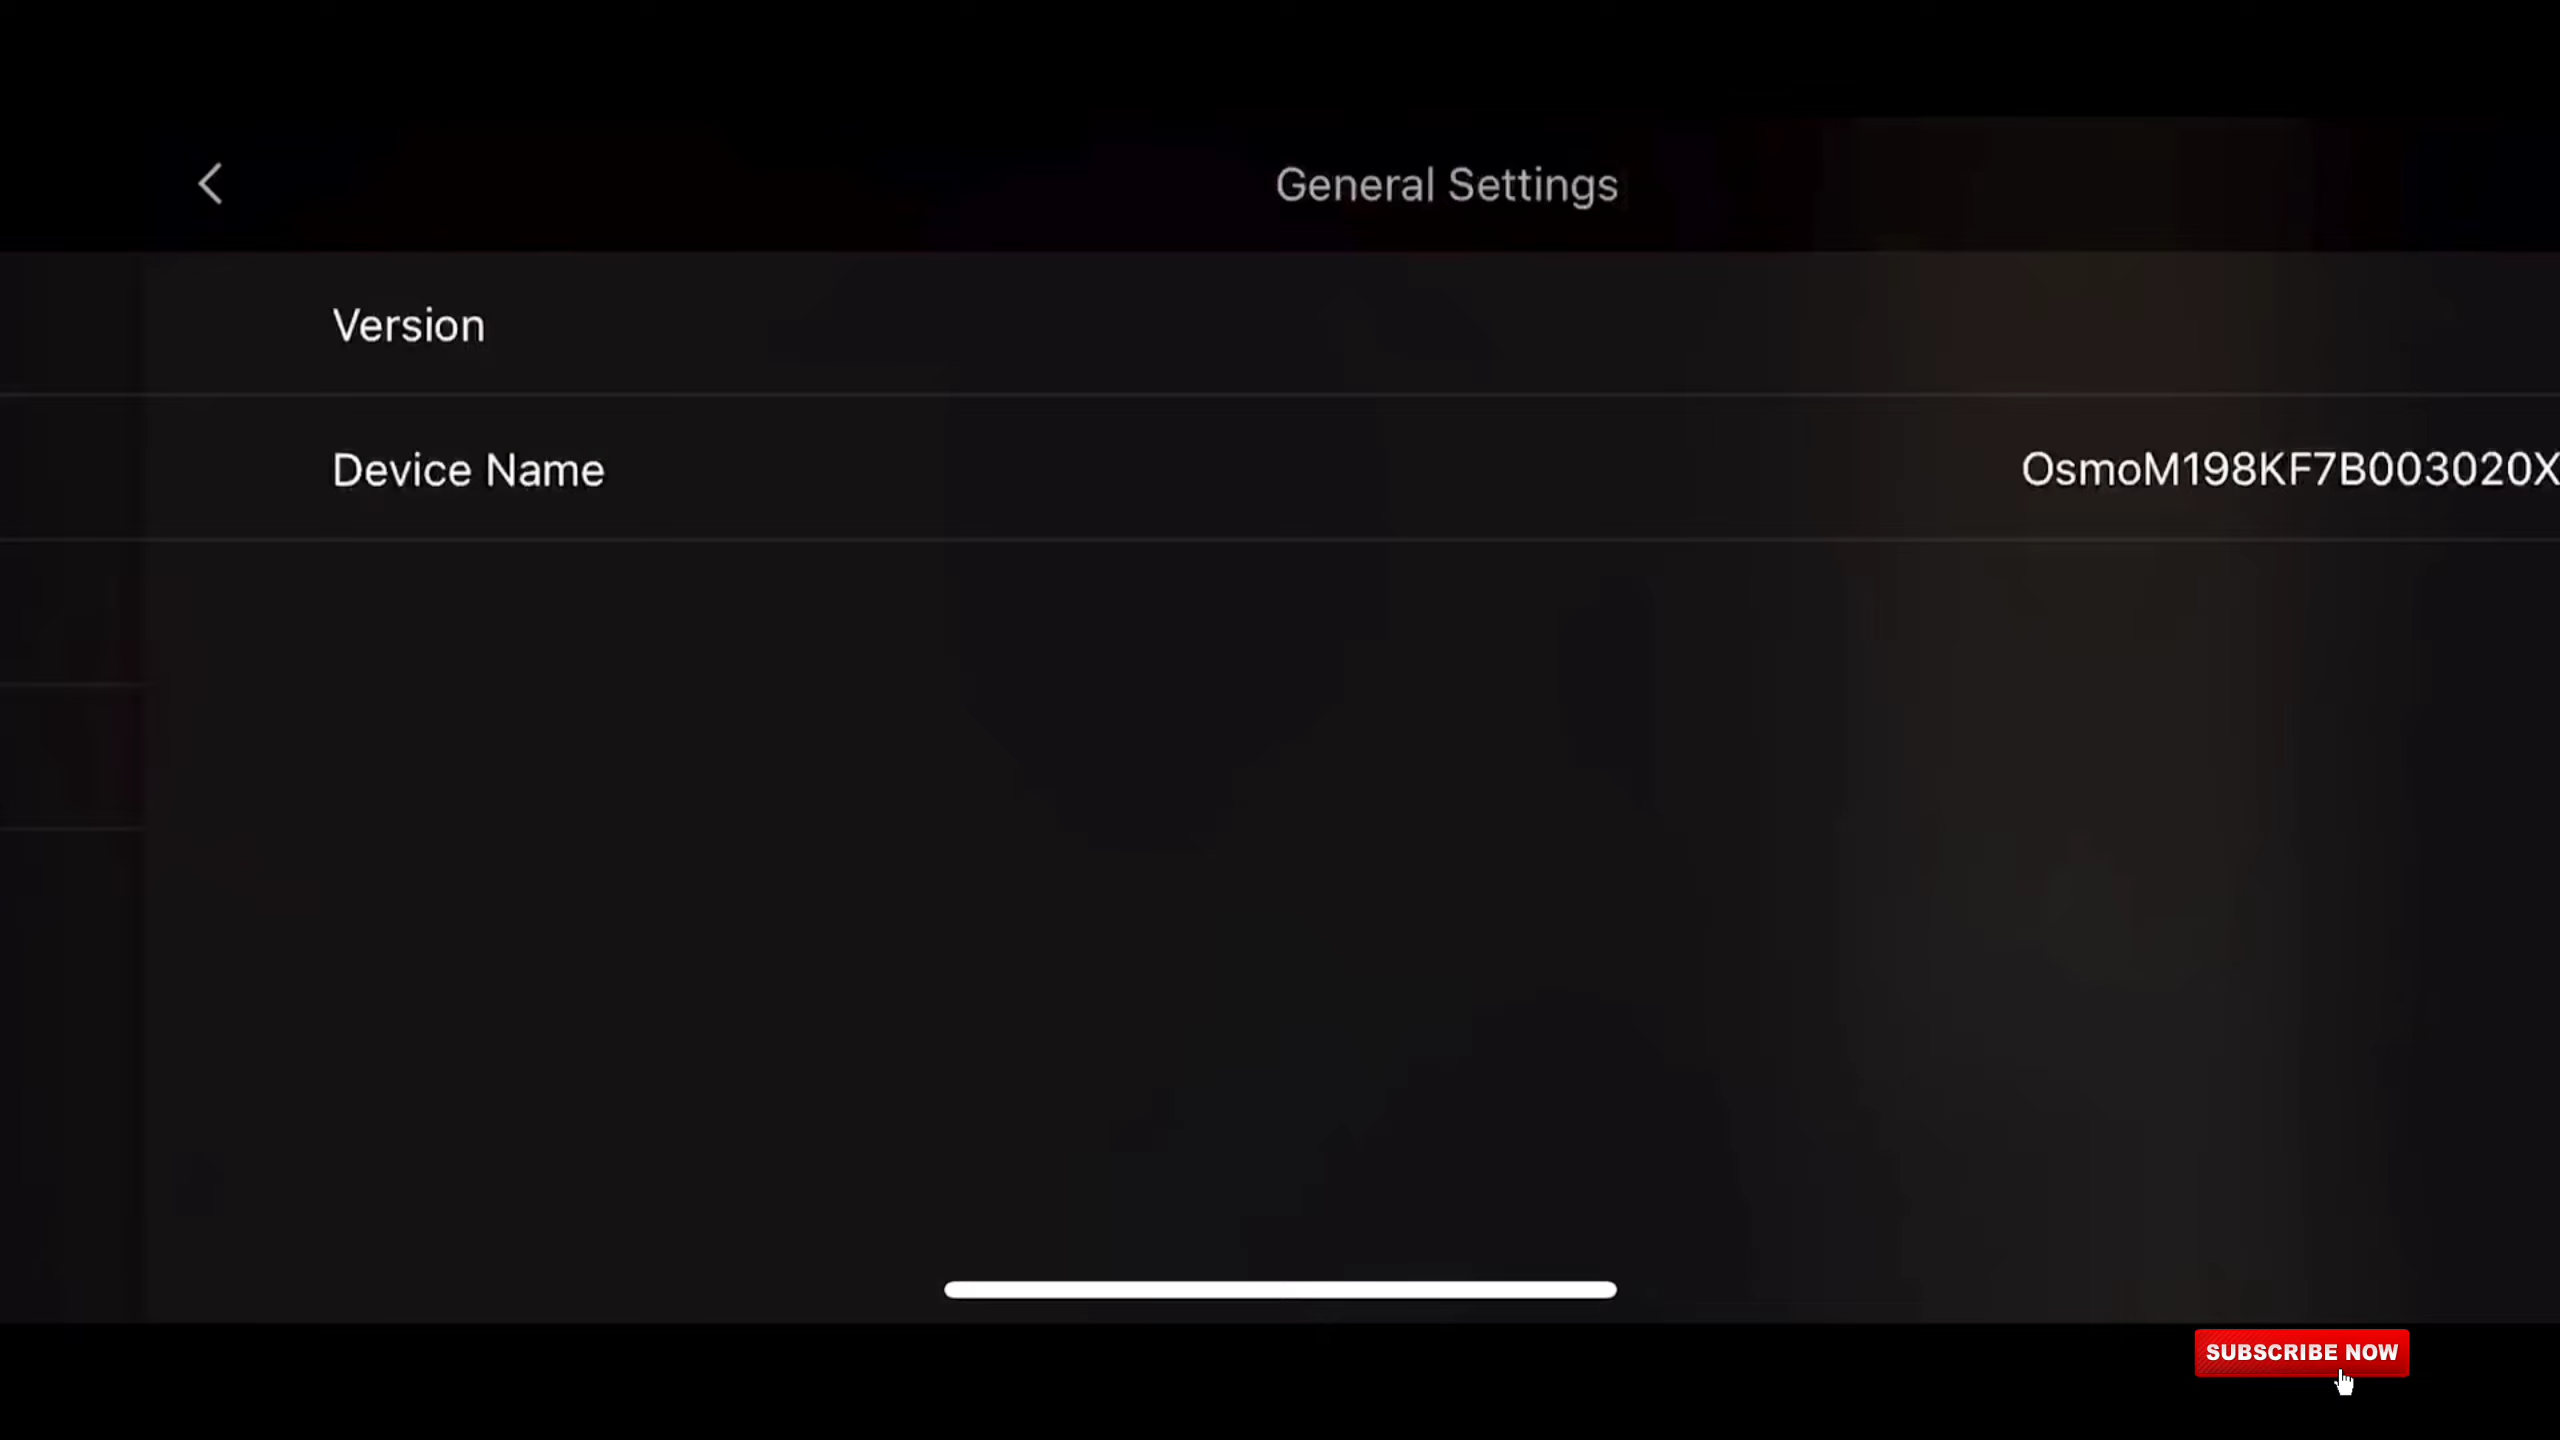 General Settings
Version
Device Name
OsmoM198KF7B003020X
SUBSCRIBE NOW